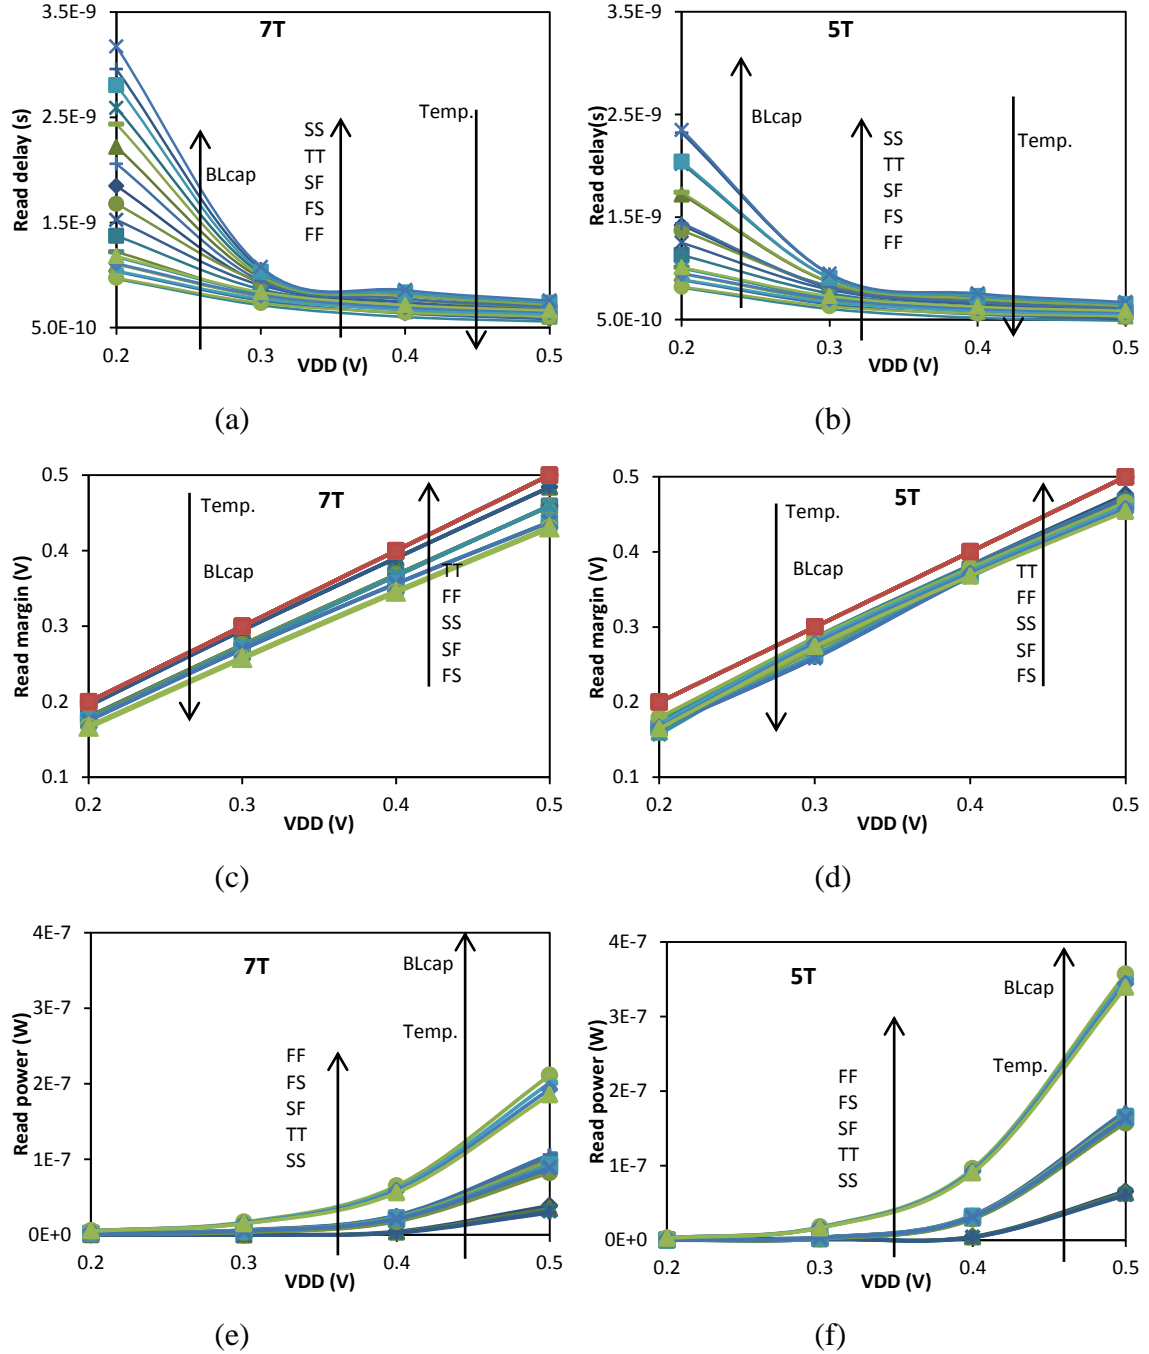 7T
3.5E-9
2.5E-9
1.5E-9
5.0E-10
Read delay (s)
BLcap
SS
TT
SF
FS
FF
Temp.
0.2
0.3
0.4
0.5
VDD (V)
(a)
5T
3.5E-9
2.5E-9
1.5E-9
5.0E-10
Read delay(s)
BLcap
SS
TT
SF
FS
FF
Temp.
0.2
0.3
0.4
0.5
VDD (V)
(b)
7T
0.5
0.4
0.3
0.2
0.1
Read margin (V)
Temp.
BLcap
TT
FF
SS
SF
FS
0.2
0.3
0.4
0.5
VDD (V)
(c)
5T
0.5
0.4
0.3
0.2
0.1
Read margin (V)
Temp.
BLcap
TT
FF
SS
SF
FS
0.2
0.3
0.4
0.5
VDD (V)
(d)
7T
4E-7
3E-7
2E-7
1E-7
0E+0
Read power (W)
FF
FS
SF
TT
SS
BLcap
Temp.
0.2
0.3
0.4
0.5
VDD (V)
(e)
5T
4E-7
3E-7
2E-7
1E-7
0E+0
Read power (W)
FF
FS
SF
TT
SS
BLcap
Temp.
0.2
0.3
0.4
0.5
VDD (V)
(f)